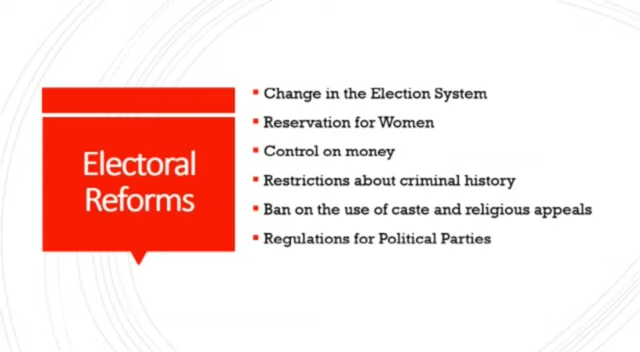 Electoral
Reforms
Change in the Election System
Reservation for Women
Control on money
Restrictions about criminal history
Ban on the use of caste and religious appeals
Regulations for Political Parties